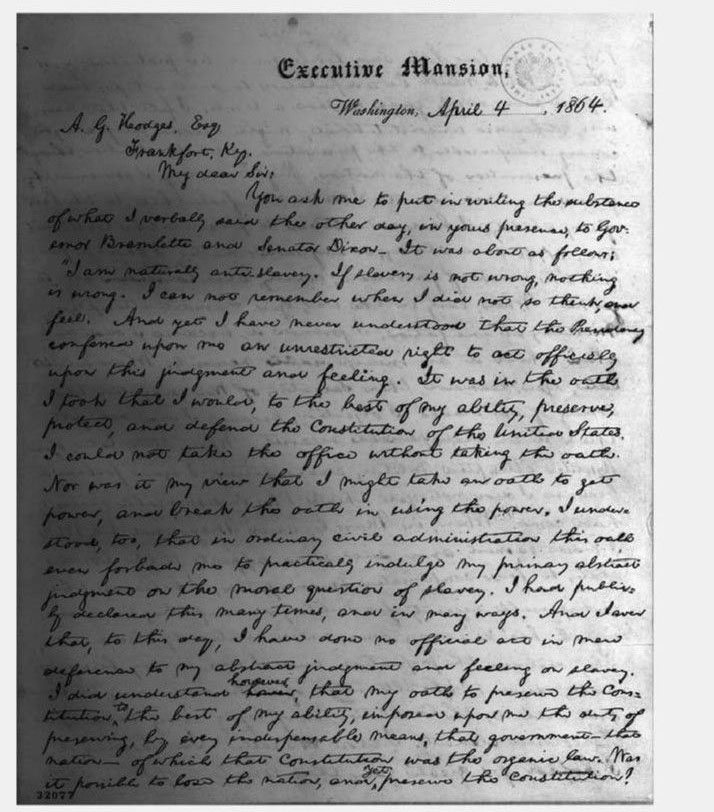 Executive Mansion,
Washington, April 4, 1864.
A. G. Hodges, Esq
Frankfort, Ky.
My dear Sir:
You ask me to put in writing the substance
of what I verbally said the other day, in your presence, to Gov-
ernor Bramlette and Senator Dixon— It was about as follows:
"I am naturally anti-slavery. If slavery is not wrong, nothing
is wrong. I can not remember when I did not so think, and
feel. And yet I have never understood that the Presidency
conferred upon me an unrestricted right to act officially
upon this judgment and feeling. It was in the oath
I took that I would, to the best of my ability, preserve,
protect, and defend the Constitution of the United States.
I could not take the office without taking the oath.
Nor was it my view that I might take an oath to get
power, and break the oath in using the power. I under-
stood, too, that in ordinary civil administration this oath
even forbade me to practically indulge my primary abstract
judgment on the moral question of slavery. I had public-
ly declared this many times, and in many ways. And I aver
that, to this day, I have done no official act in mere
deference to my abstract judgment and feeling on slavery.
I did understand however, that my oath to preserve the Con-
stitution to the best of my ability, imposed upon me the duty of
preserving, by every indispensable means, that government— that
nation— of which that Constitution was the organic law. Was
it possible to lose the nation, and yet preserve the Constitution?
32077